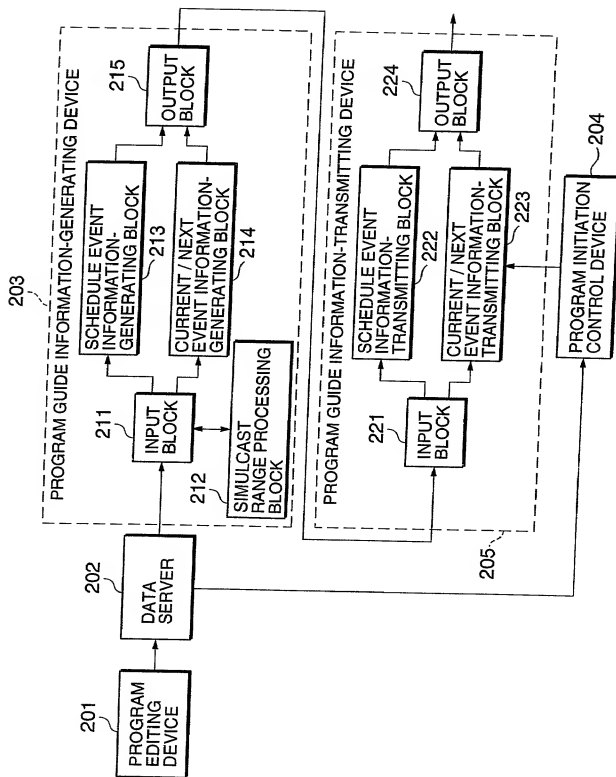 201
PROGRAM
EDITING
DEVICE
202
DATA
SERVER
203
PROGRAM GUIDE INFORMATION-GENERATING DEVICE
211
INPUT
BLOCK
212
SIMULCAST
RANGE PROCESSING
BLOCK
SCHEDULE EVENT
INFORMATION-
GENERATING BLOCK
213
CURRENT / NEXT
EVENT INFORMATION-
GENERATING BLOCK
214
215
OUTPUT
BLOCK
205
PROGRAM GUIDE INFORMATION-TRANSMITTING DEVICE
221
INPUT
BLOCK
SCHEDULE EVENT
INFORMATION-
TRANSMITTING BLOCK
222
CURRENT / NEXT
EVENT INFORMATION-
TRANSMITTING BLOCK
223
224
OUTPUT
BLOCK
204
PROGRAM INITIATION
CONTROL DEVICE